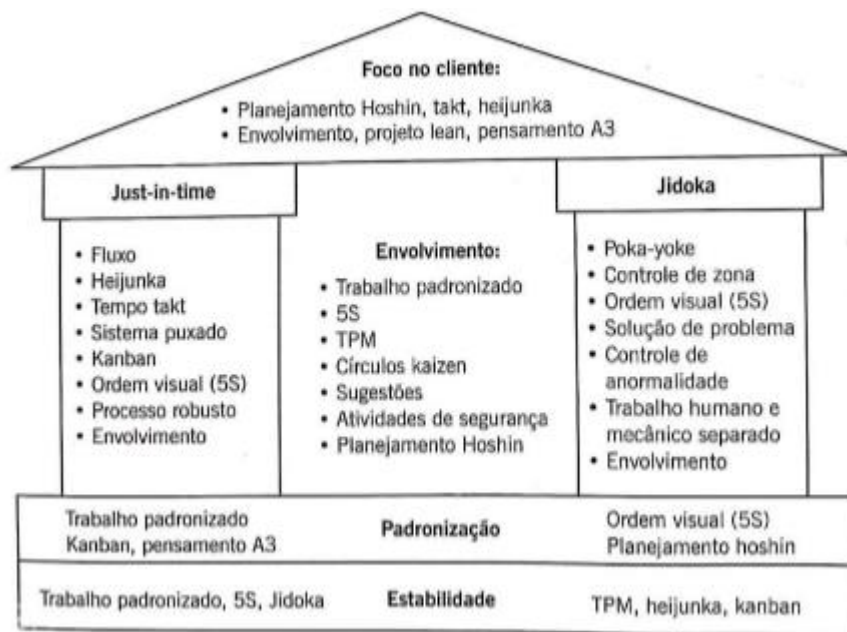 Foco no cliente:
• Planejamento Hoshin, takt, heijunka
• Envolvimento, projeto lean, pensamento A3
Just-in-time
• Fluxo
• Heijunka
• Tempo takt
• Sistema puxado
• Kanban
• Ordem visual (5S)
• Processo robusto
• Envolvimento
Envolvimento:
• Trabalho padronizado
• 5S
• TPM
• Círculos kaizen
• Sugestões
• Atividades de segurança
• Planejamento Hoshin
Jidoka
• Poka-yoke
• Controle de zona
• Ordem visual (5S)
• Solução de problema
• Controle de
anormalidade
• Trabalho humano e
mecânico separado
• Envolvimento
Trabalho padronizado
Kanban, pensamento A3
Padronização
Ordem visual (5S)
Planejamento hoshin
Trabalho padronizado, 5S, Jidoka
Estabilidade
TPM, heijunka, kanban